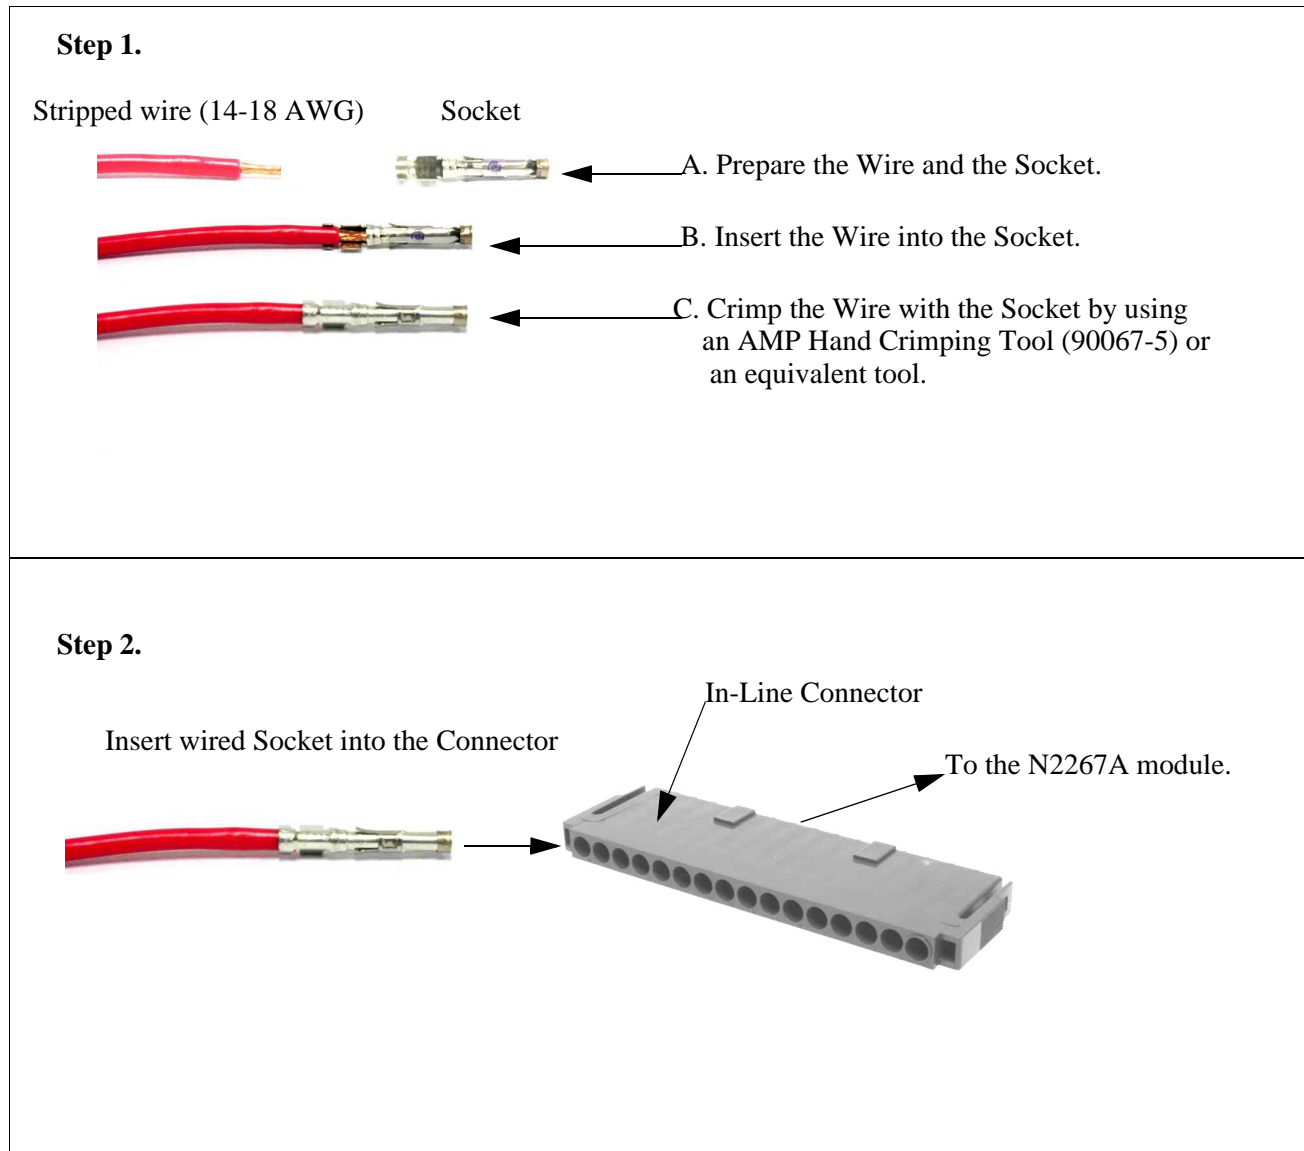 Step 1.
Stripped wire (14-18 AWG)
Socket
A. Prepare the Wire and the Socket.
B. Insert the Wire into the Socket.
C. Crimp the Wire with the Socket by using
an AMP Hand Crimping Tool (90067-5) or
an equivalent tool.
Step 2.
In-Line Connector
Insert wired Socket into the Connector
To the N2267A module.